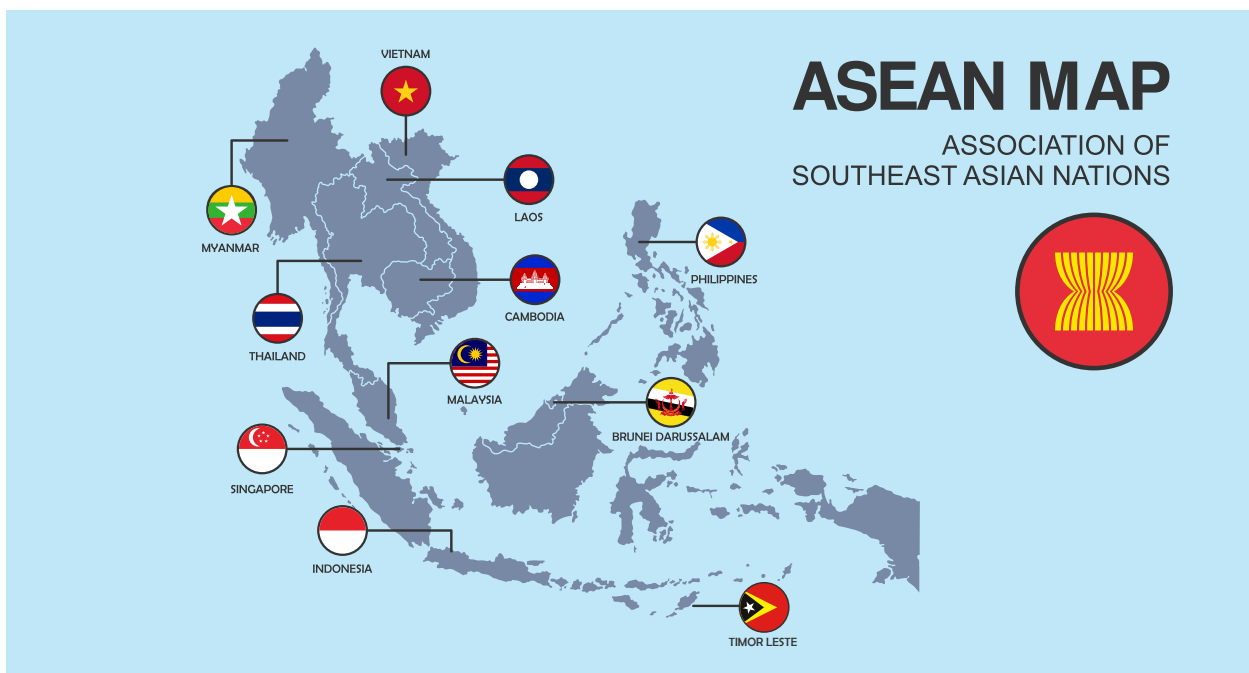 ASEAN MAP
ASSOCIATION OF
SOUTHEAST ASIAN NATIONS
VIETNAM
LAOS
MYANMAR
PHILIPPINES
CAMBODIA
THAILAND
MALAYSIA
BRUNEI DARUSSALAM
SINGAPORE
INDONESIA
TIMOR LESTE